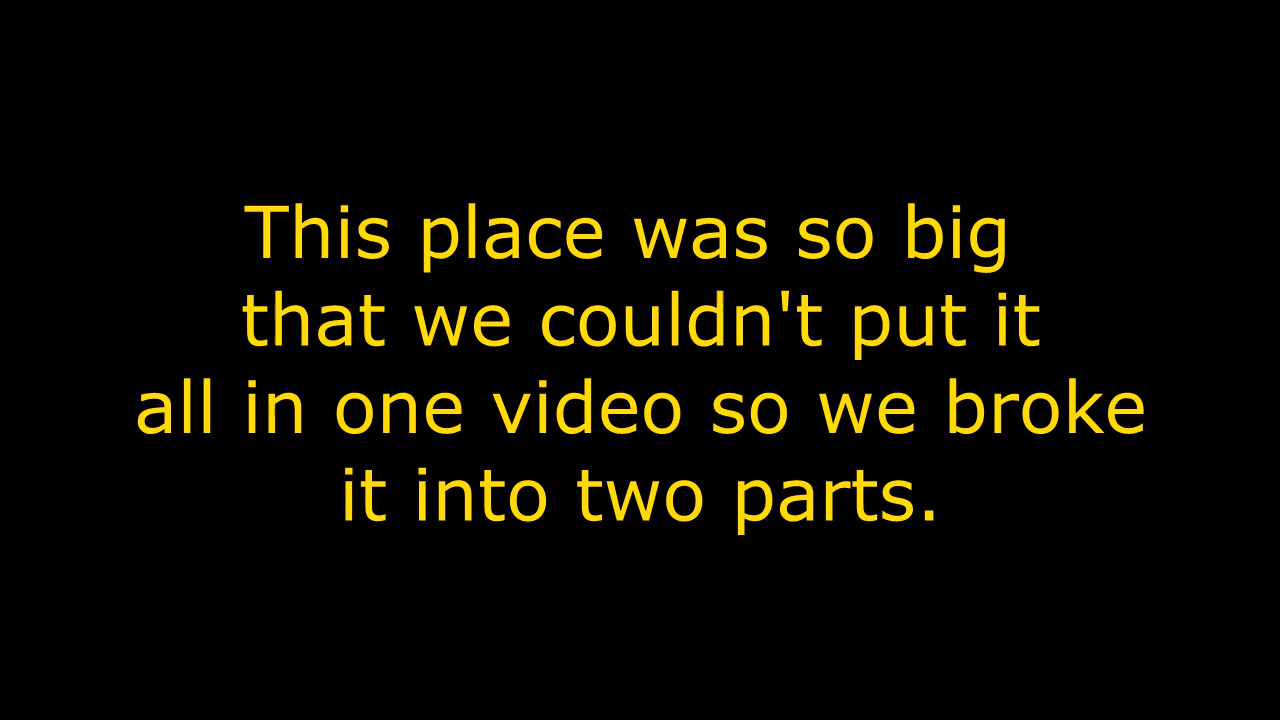 This place was so big
that we couldn't put it
all in one video so we broke
it into two parts.